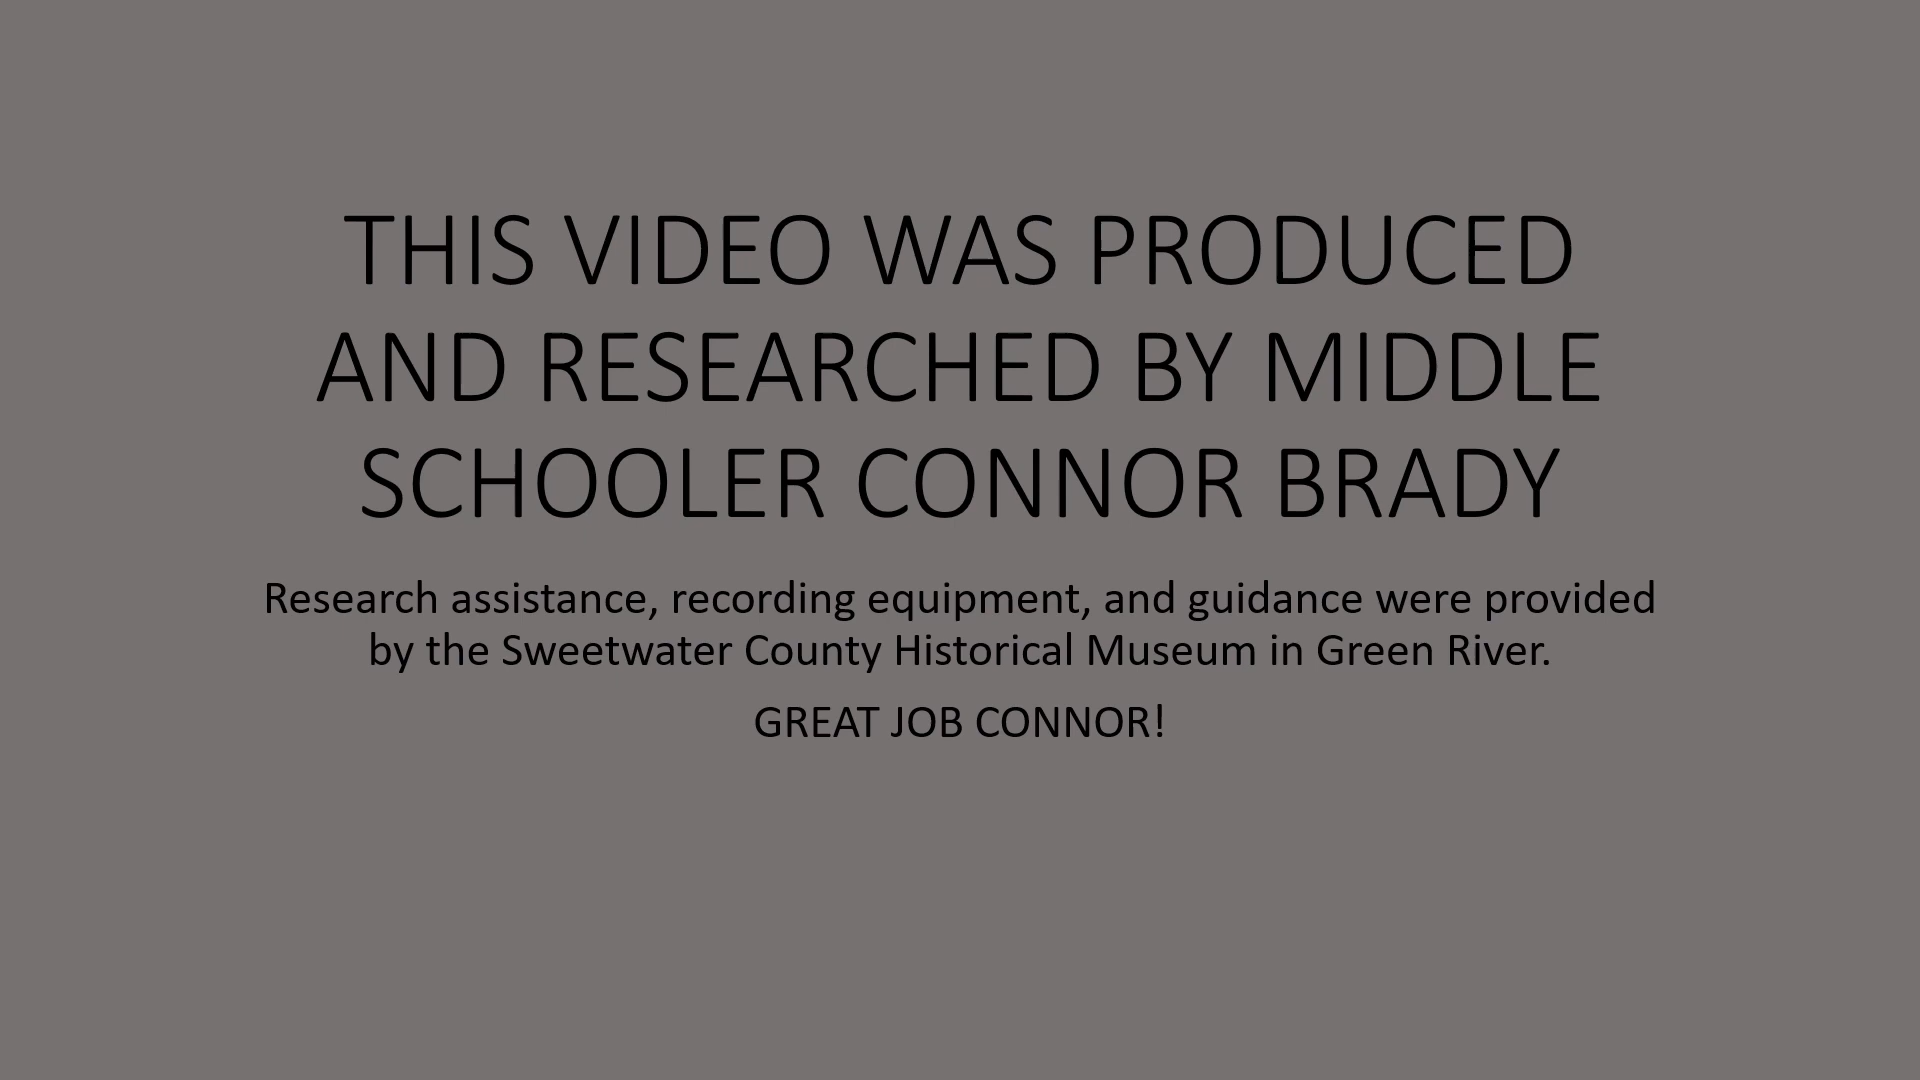 THIS VIDEO WAS PRODUCED
AND RESEARCHED BY MIDDLE
SCHOOLER CONNOR BRADY
Research assistance, recording equipment, and guidance were provided
by the Sweetwater County Historical Museum in Green River.
GREAT JOB CONNOR!